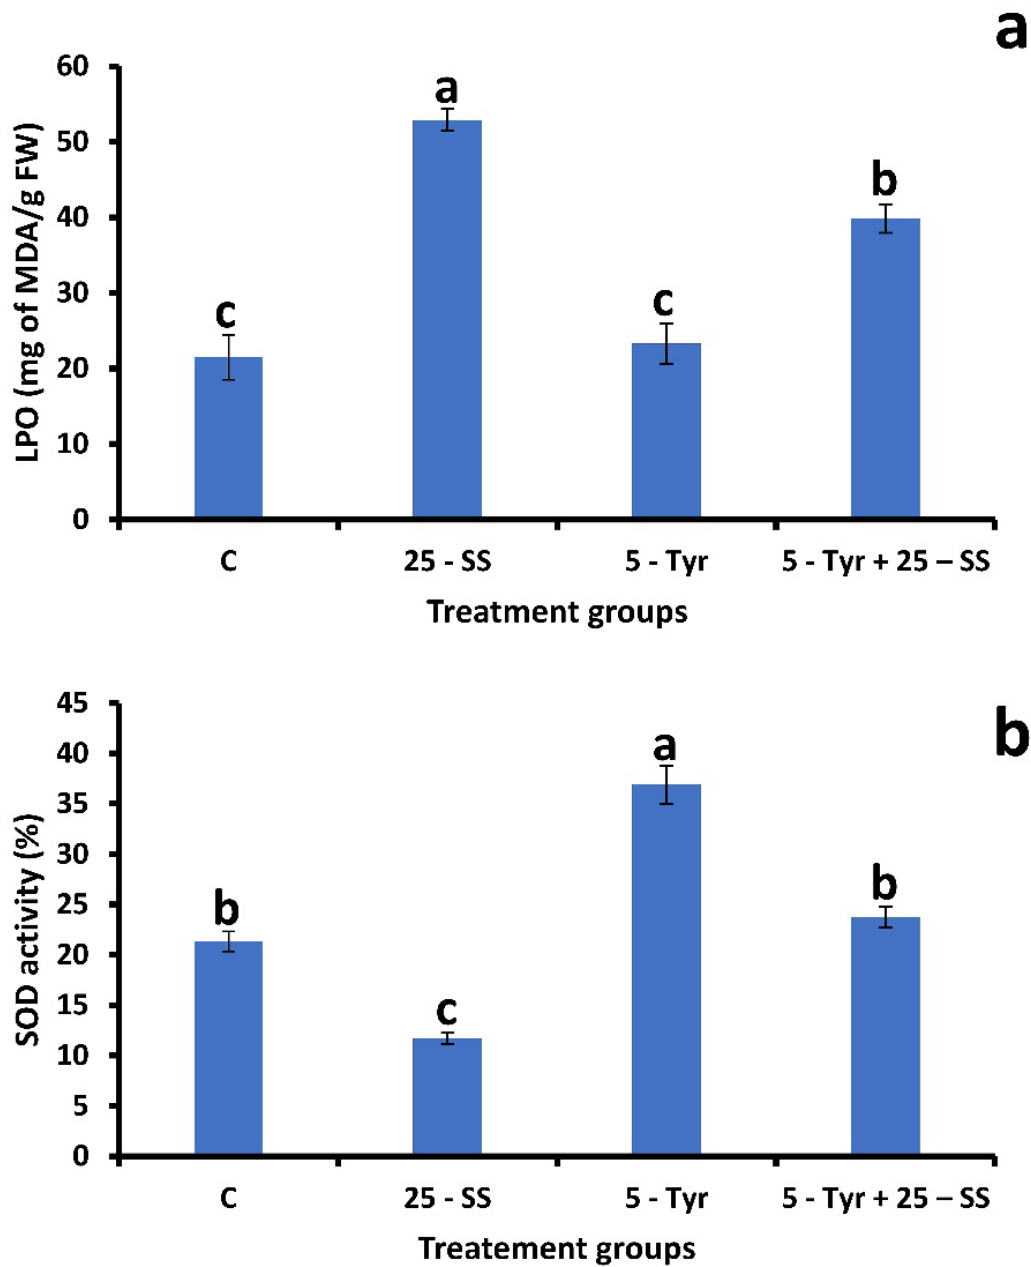 a
60
50
40
30
20
10
0
LPO (mg of MDA/g FW)
c
a
c
b
C 25 - SS 5 - Tyr 5 - Tyr + 25 – SS
Treatment groups
b
45
40
35
30
25
20
15
10
5
0
SOD activity (%)
b
c
a
b
C 25 - SS 5 - Tyr 5 - Tyr + 25 – SS
Treatement groups